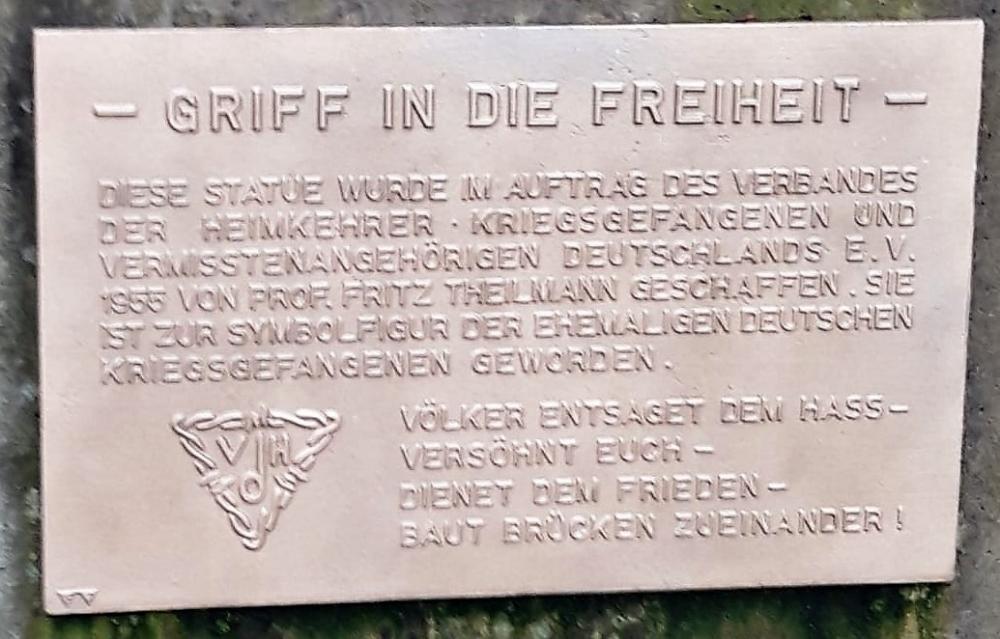 — GRIFF IN DIE FREIHEIT —
DIESE STATUE WURDE IM AUFTRAG DES VERBANDES
DER HEIMKEHRER · KRIEGSGEFANGENEN UND
VERMISSTENANGEHÖRIGEN DEUTSCHLANDS E.V.
1955 VON PROF. FRITZ THEILMANN GESCHAFFEN. SIE
IST ZUR SYMBOLFIGUR DER EHEMALIGEN DEUTSCHEN
KRIEGSGEFANGENEN GEWORDEN.
VÖLKER ENTSAGET DEM HASS –
VERSÖHNT EUCH –
DIENET DEM FRIEDEN –
BAUT BRÜCKEN ZUEINANDER !
V H
D